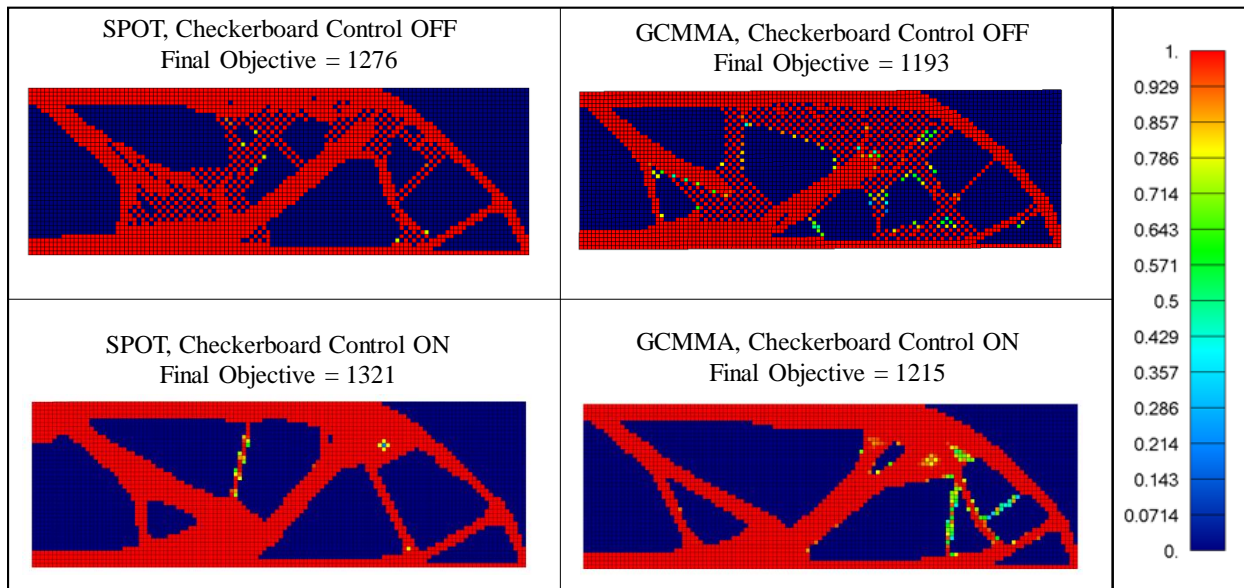 SPOT, Checkerboard Control OFF
Final Objective = 1276
GCMMA, Checkerboard Control OFF
Final Objective = 1193
SPOT, Checkerboard Control ON
Final Objective = 1321
GCMMA, Checkerboard Control ON
Final Objective = 1215
1.
0.929
0.857
0.786
0.714
0.643
0.571
0.5
0.429
0.357
0.286
0.214
0.143
0.0714
0.